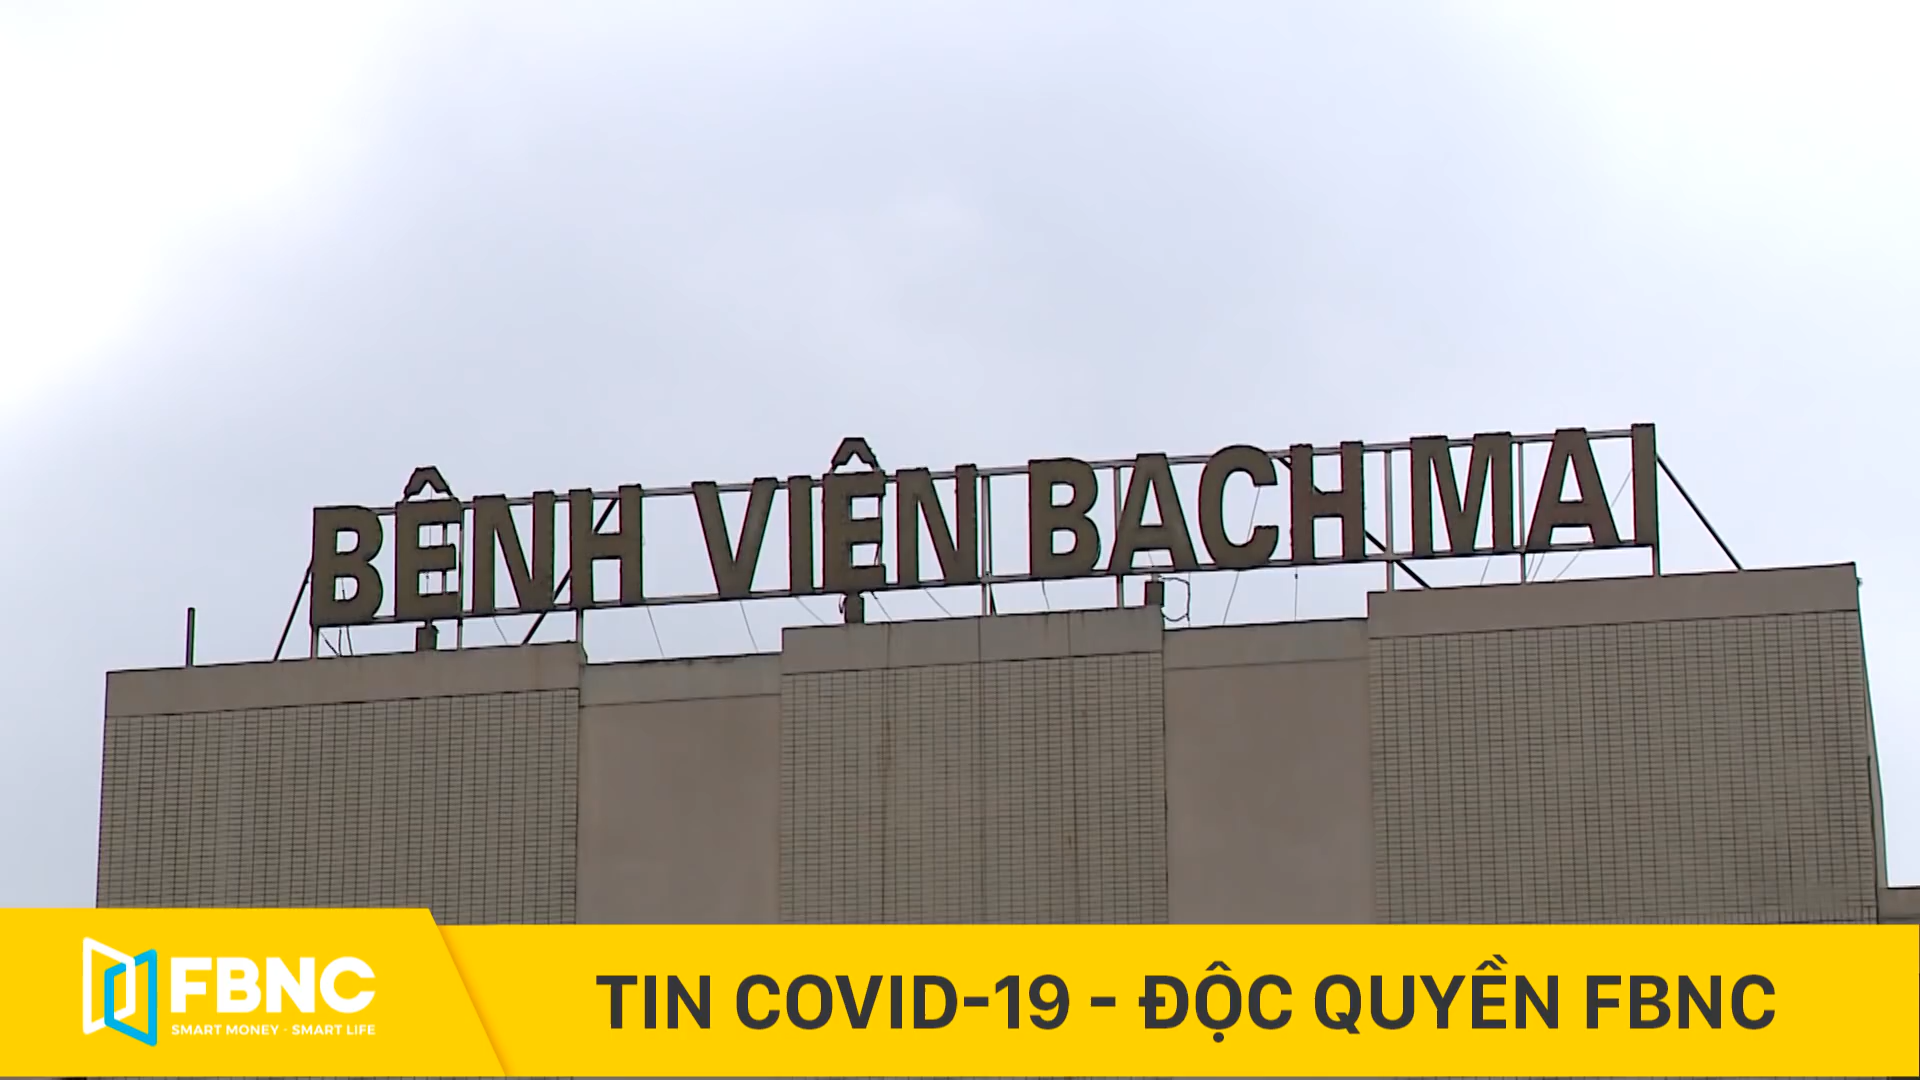 BỆNH VIỆN BẠCH MAI
FBNC
SMART MONEY - SMART LIFE
TIN COVID-19 - ĐỘC QUYỀN FBNC